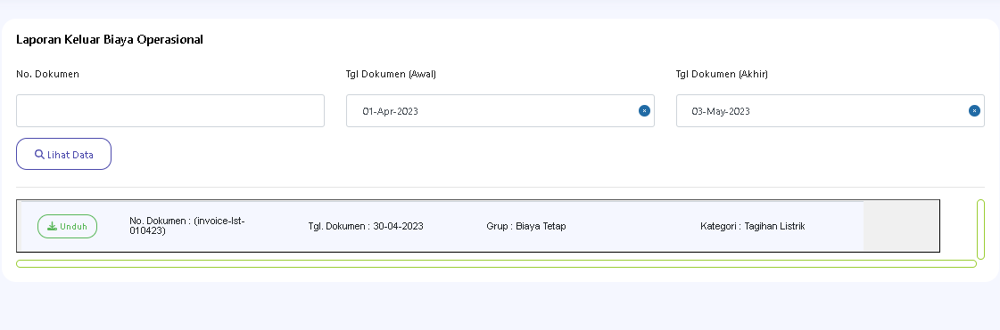 Laporan Keluar Biaya Operasional
No. Dokumen
Tgl Dokumen (Awal)
Tgl Dokumen (Akhir)
01-Apr-2023
03-May-2023
Lihat Data
Unduh
No. Dokumen : (invoice-lst-
010423)
Tgl. Dokumen : 30-04-2023
Grup : Biaya Tetap
Kategori : Tagihan Listrik